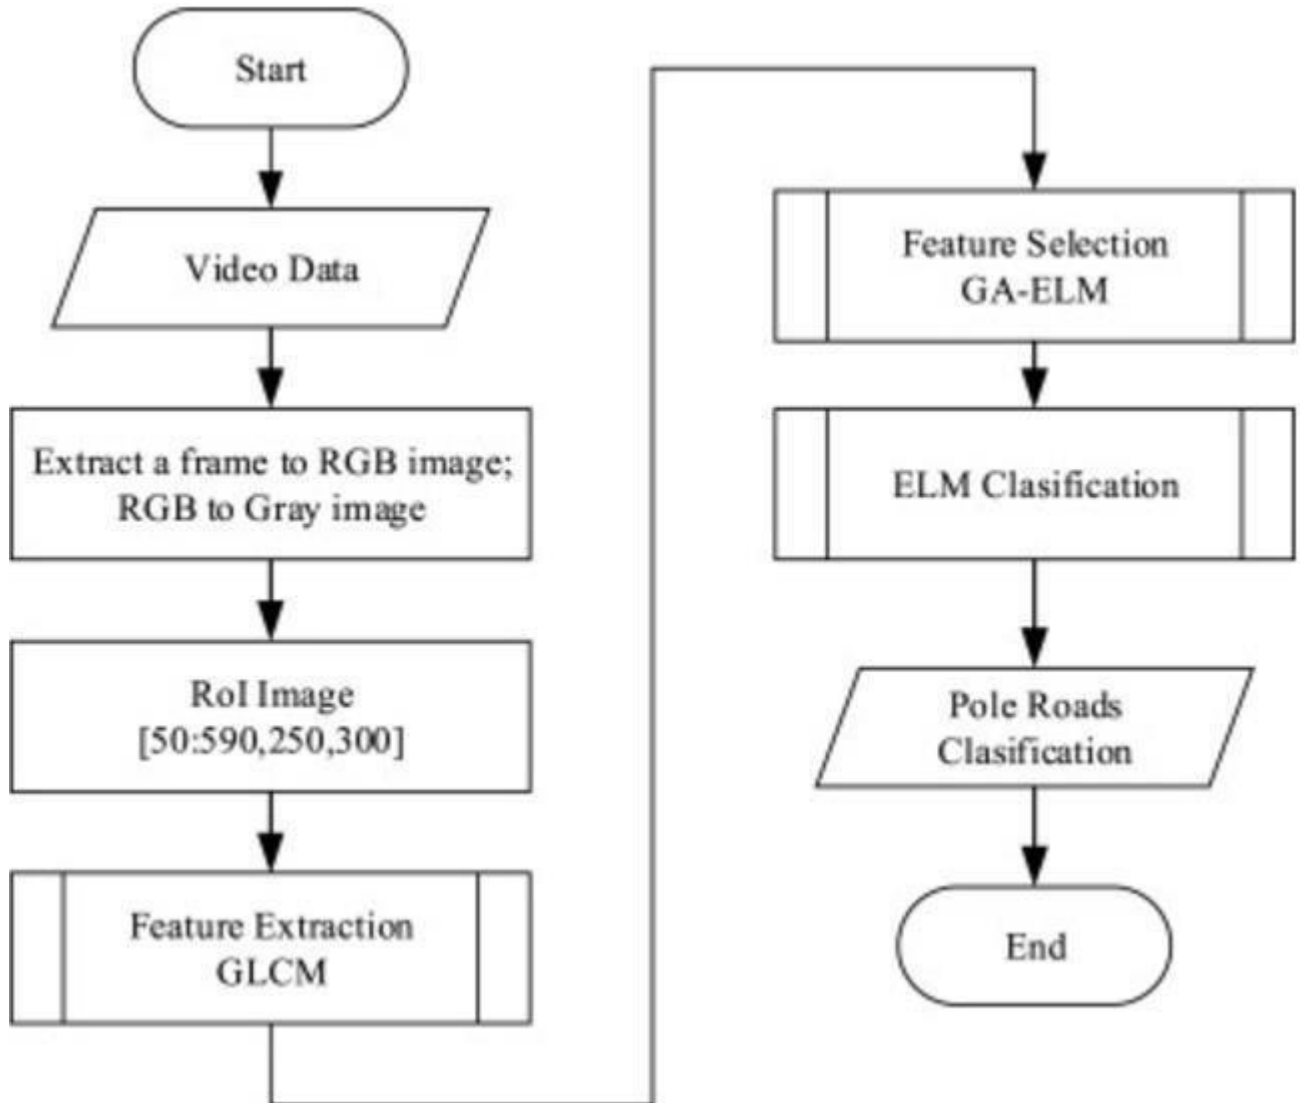 Start
Video Data
Extract a frame to RGB image;
RGB to Gray image
RoI Image
[50:590,250,300]
Feature Extraction
GLCM
Feature Selection
GA-ELM
ELM Clasification
Pole Roads
Clasification
End